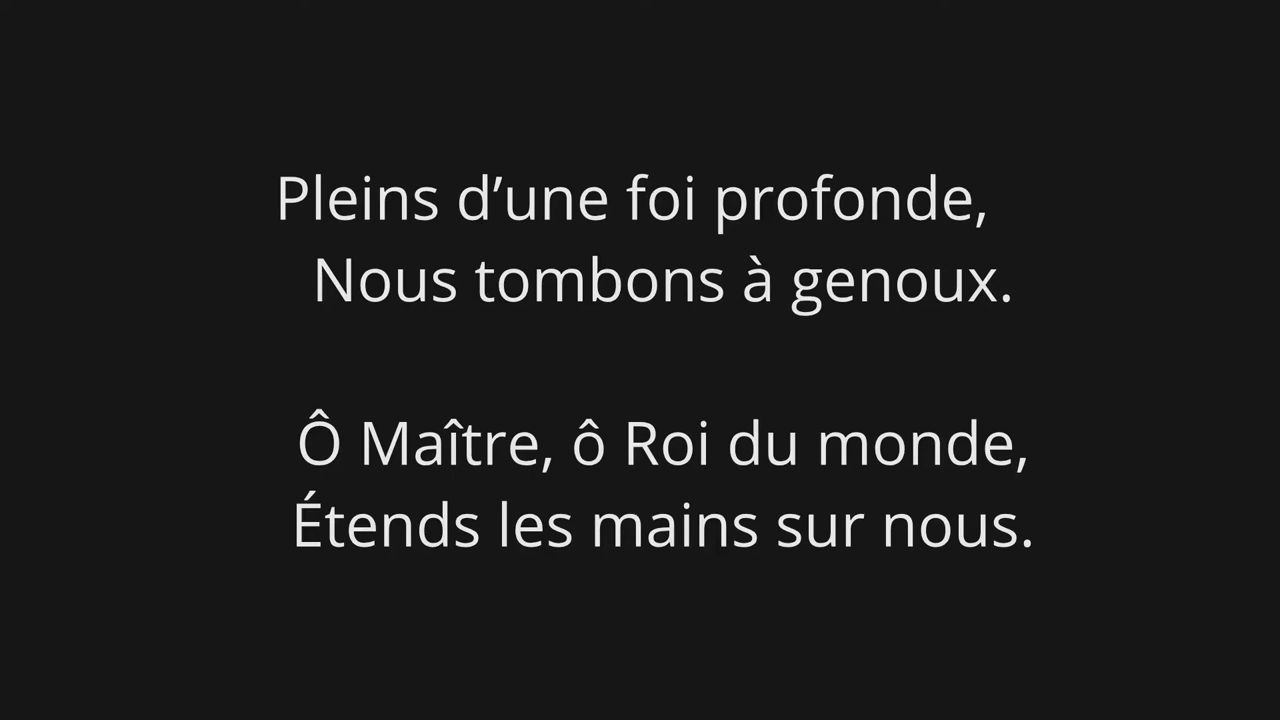 Pleins d’une foi profonde,
Nous tombons à genoux.
Ô Maître, ô Roi du monde,
Étends les mains sur nous.